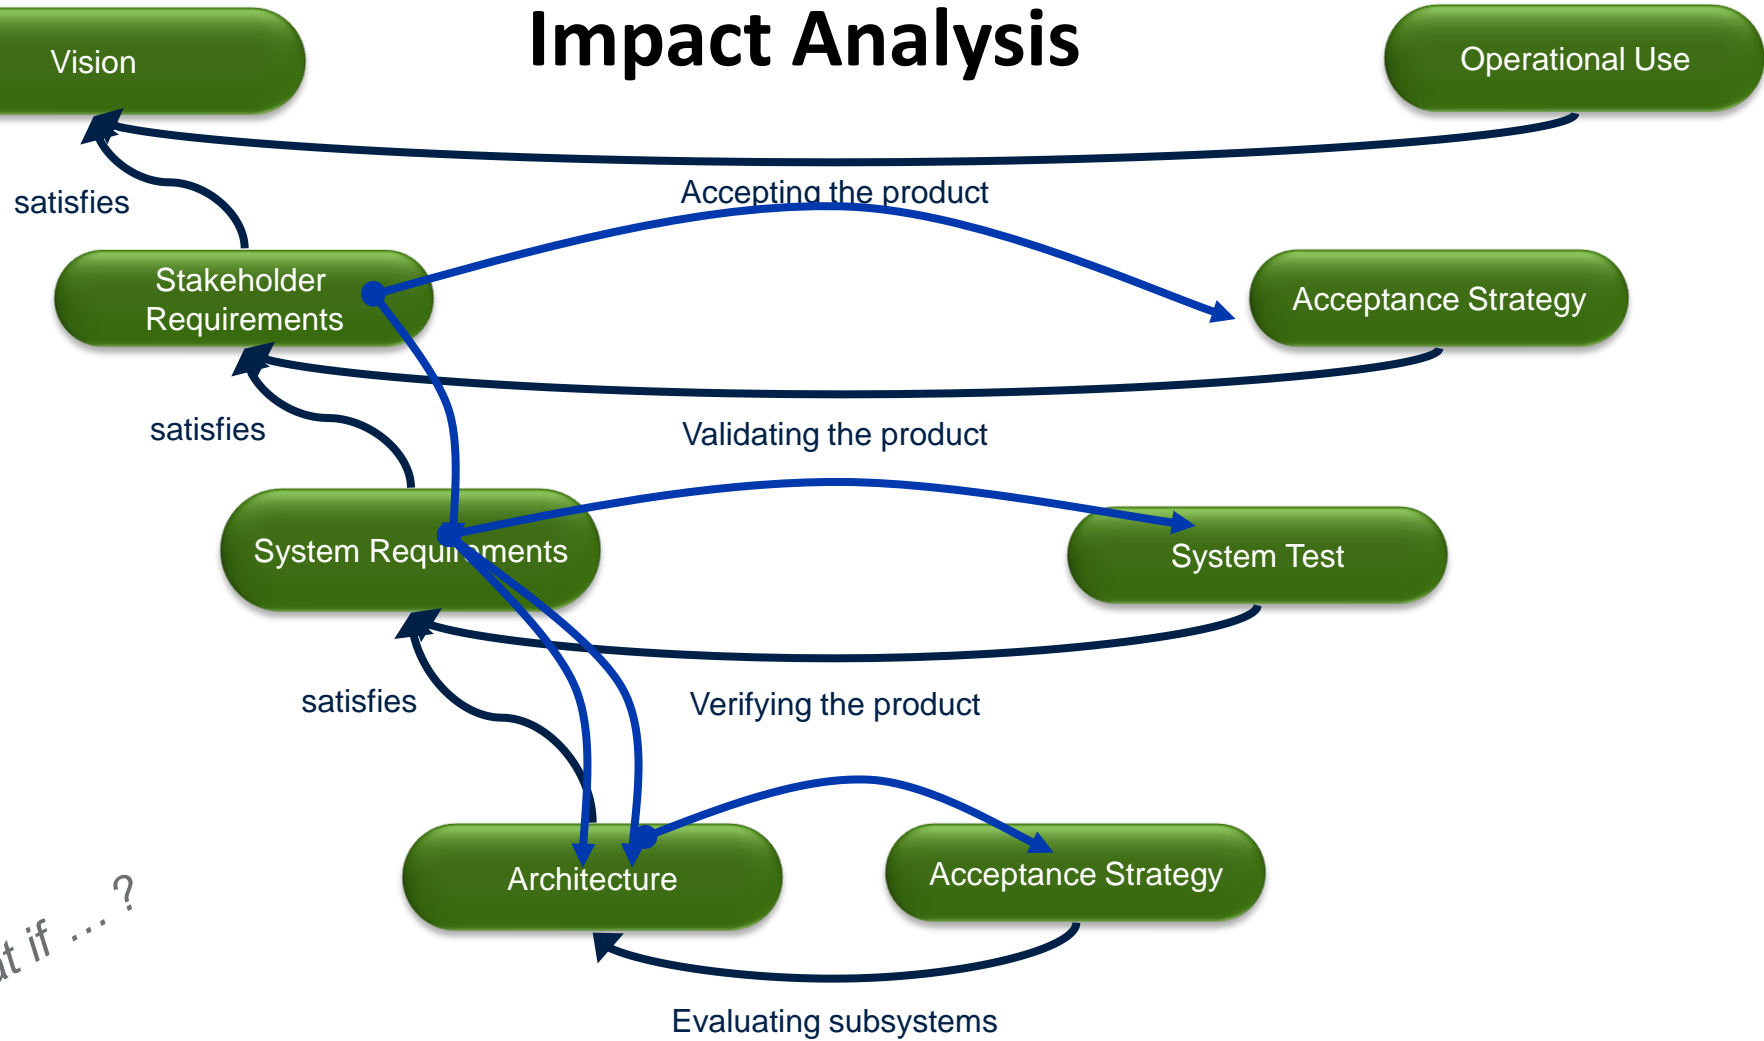 Impact Analysis
Vision
Operational Use
satisfies
Accepting the product
Stakeholder
Requirements
Acceptance Strategy
satisfies
Validating the product
System Requirements
System Test
satisfies
Verifying the product
Architecture
Acceptance Strategy
if … ?
Evaluating subsystems